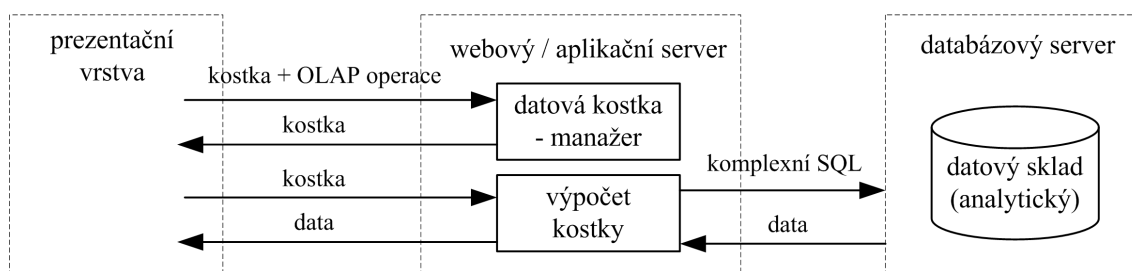 prezentační
vrstva
webový / aplikační server
databázový server
kostka + OLAP operace
kostka
datová kostka
- manažer
kostka
data
výpočet
kostky
komplexní SQL
data
datový sklad
(analytický)